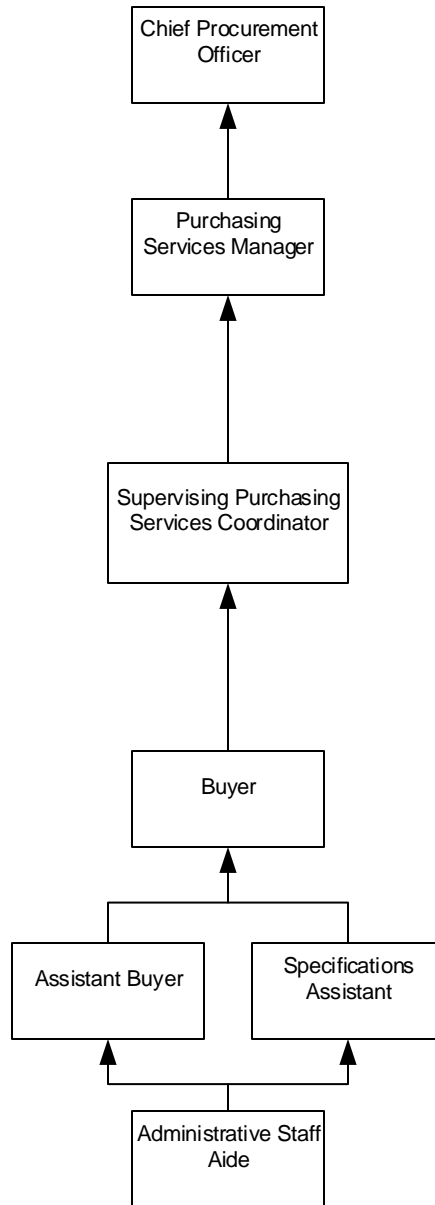 Chief Procurement
Officer
Purchasing
Services Manager
Supervising Purchasing
Services Coordinator
Buyer
Assistant Buyer
Specifications
Assistant
Administrative Staff
Aide